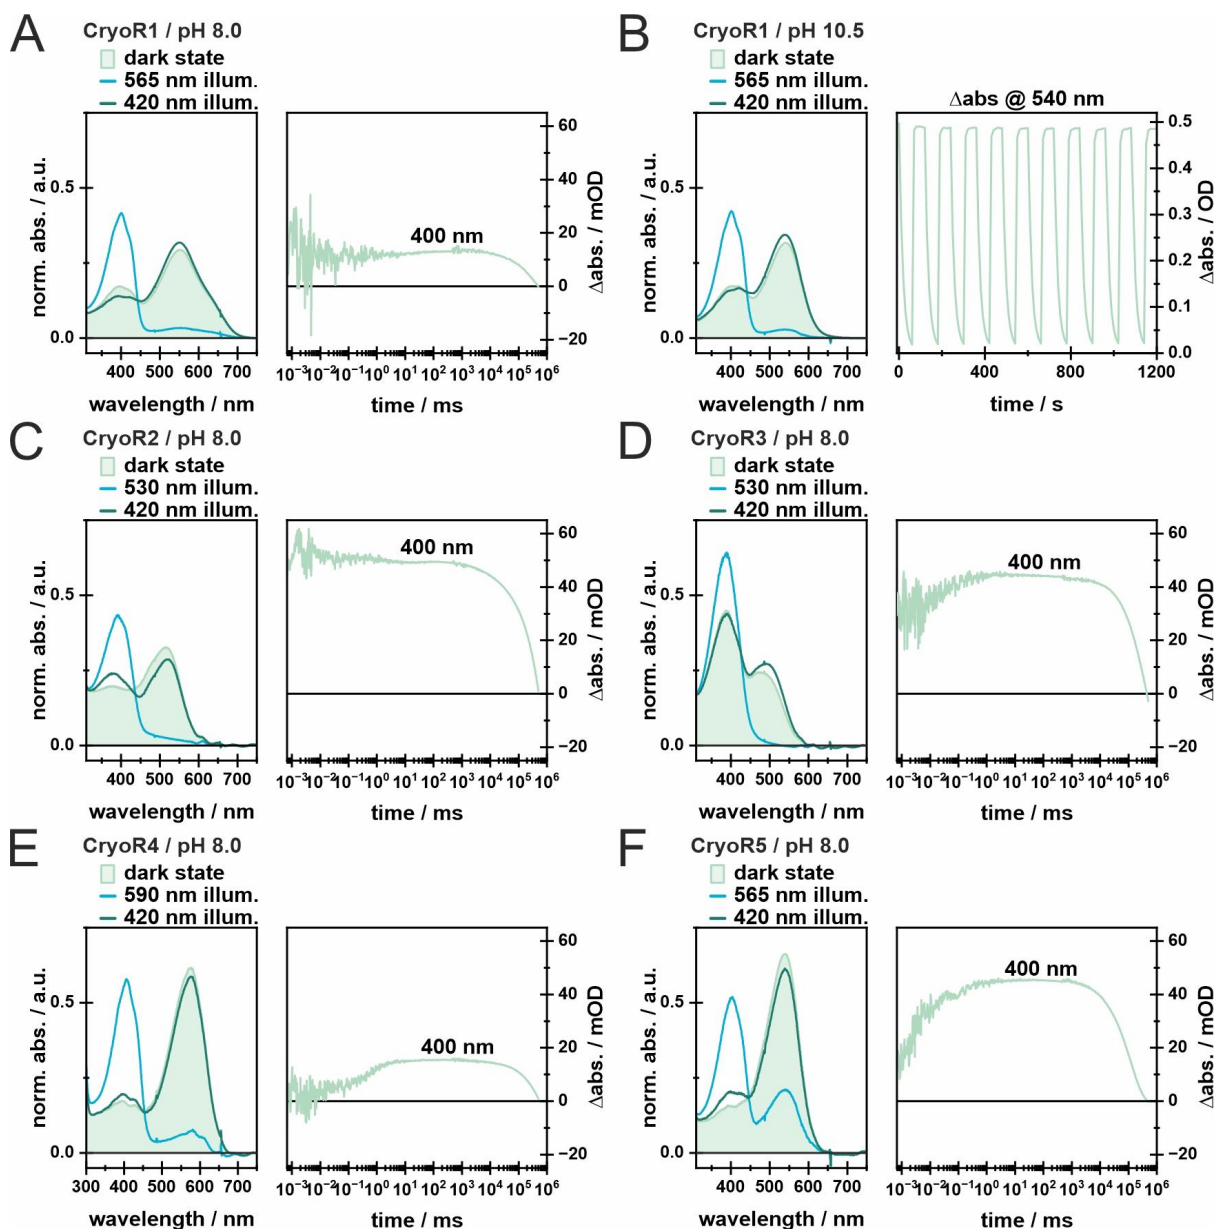 A
CryoR1 / pH 8.0
dark state
565 nm illum.
420 nm illum.
norm. abs. / a.u.
0.5
0.0
400 500 600 700
wavelength / nm
400 nm
60
40
20
0
−20
Δabs. / mOD
10⁻³ 10⁻² 10⁻¹ 10⁰ 10¹ 10² 10³ 10⁴ 10⁵ 10⁶
time / ms
B
CryoR1 / pH 10.5
dark state
565 nm illum.
420 nm illum.
norm. abs. / a.u.
0.5
0.0
400 500 600 700
wavelength / nm
Δabs @ 540 nm
0.5
0.4
0.3
0.2
0.1
0.0
Δabs. / OD
0 400 800 1200
time / s
C
CryoR2 / pH 8.0
dark state
530 nm illum.
420 nm illum.
norm. abs. / a.u.
0.5
0.0
400 500 600 700
wavelength / nm
400 nm
60
40
20
0
−20
Δabs. / mOD
10⁻³ 10⁻² 10⁻¹ 10⁰ 10¹ 10² 10³ 10⁴ 10⁵ 10⁶
time / ms
D
CryoR3 / pH 8.0
dark state
530 nm illum.
420 nm illum.
norm. abs. / a.u.
0.5
0.0
400 500 600 700
wavelength / nm
400 nm
60
40
20
0
−20
Δabs. / mOD
10⁻³ 10⁻² 10⁻¹ 10⁰ 10¹ 10² 10³ 10⁴ 10⁵ 10⁶
time / ms
E
CryoR4 / pH 8.0
dark state
590 nm illum.
420 nm illum.
norm. abs. / a.u.
0.5
0.0
300 400 500 600 700
wavelength / nm
400 nm
60
40
20
0
−20
Δabs. / mOD
10⁻³ 10⁻² 10⁻¹ 10⁰ 10¹ 10² 10³ 10⁴ 10⁵ 10⁶
time / ms
F
CryoR5 / pH 8.0
dark state
565 nm illum.
420 nm illum.
norm. abs. / a.u.
0.5
0.0
400 500 600 700
wavelength / nm
400 nm
60
40
20
0
−20
Δabs. / mOD
10⁻³ 10⁻² 10⁻¹ 10⁰ 10¹ 10² 10³ 10⁴ 10⁵ 10⁶
time / ms